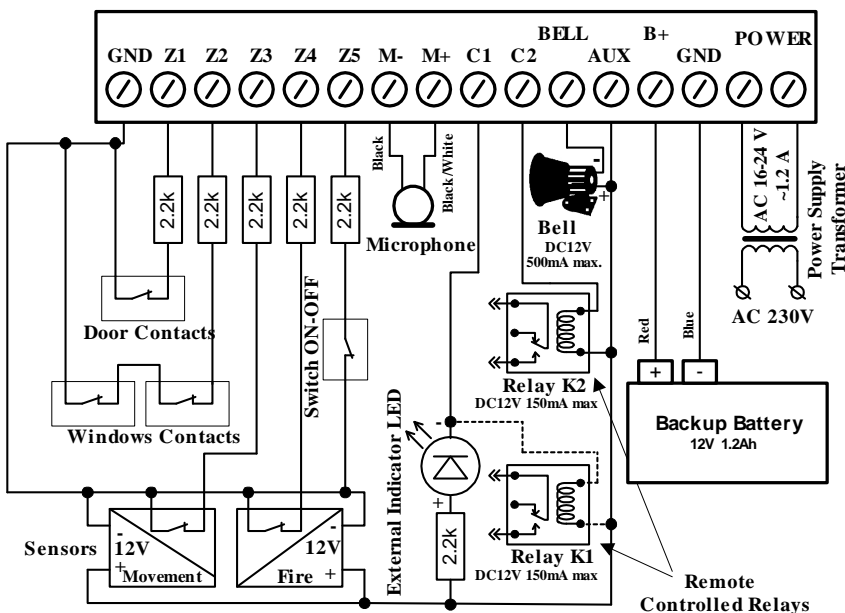 GND Z1 Z2 Z3 Z4 Z5 M- M+ C1 C2 BELL AUX B+ GND POWER
2.2k
2.2k
2.2k
2.2k
2.2k
Black
Black/White
Microphone
-
+
Bell
DC12V
500mA max.
AC 16-24 V
~1.2 A
Power Supply
Transformer
AC 230V
Door Contacts
Windows Contacts
Switch ON-OFF
Relay K2
DC12V 150mA max
Red
Blue
+ -
Backup Battery
12V 1.2Ah
External Indicator LED
-
+
2.2k
Relay K1
DC12V 150mA max
Remote
Controlled Relays
Sensors
-
12V
+
Movement
-
12V
Fire +